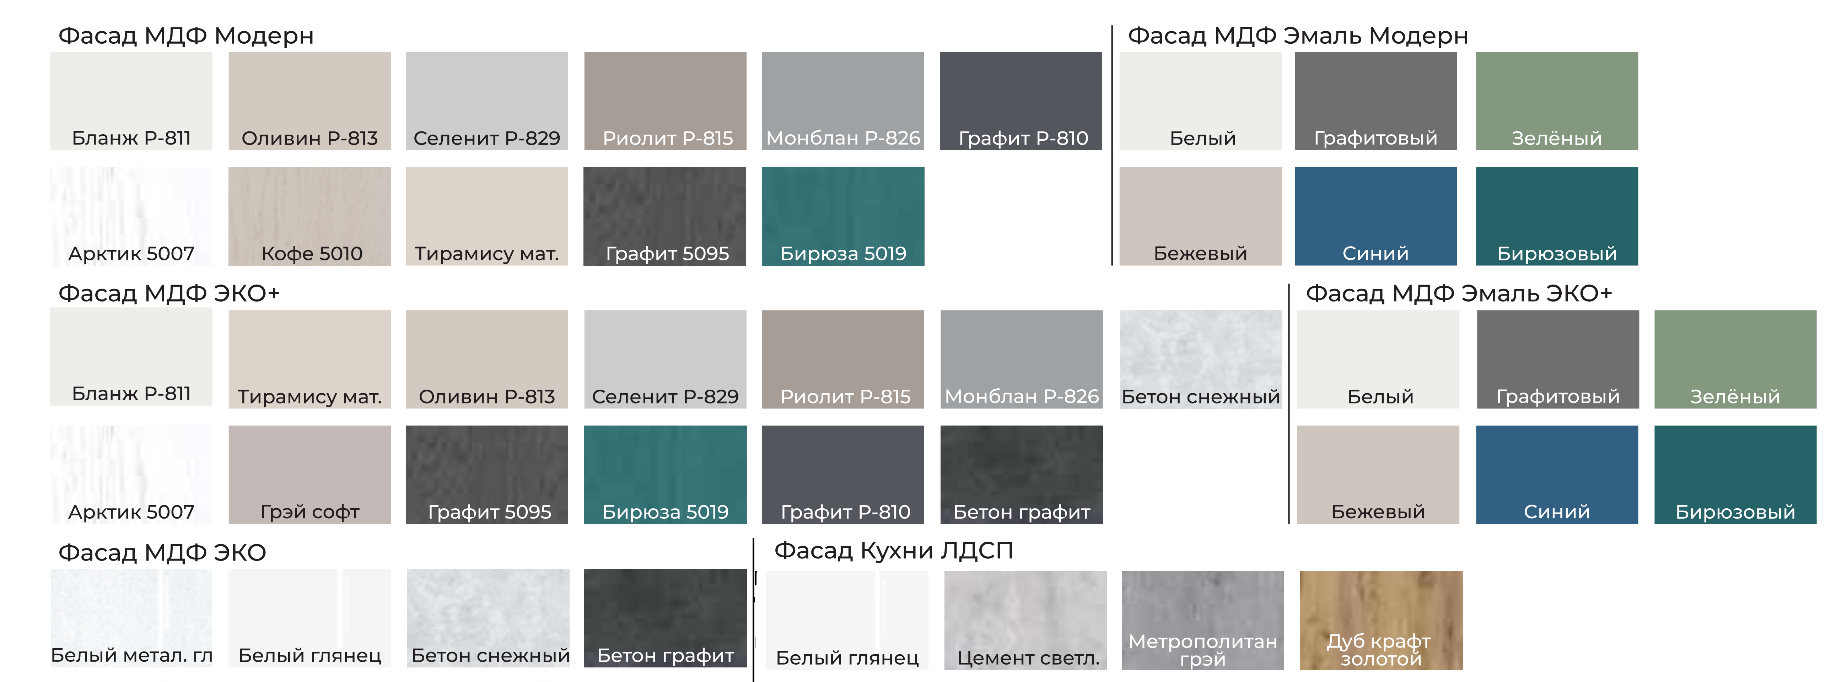 Фасад МДФ Модерн
Бланж Р-811
Оливин Р-813
Селенит Р-829
Риолит Р-815
Монблан Р-826
Графит Р-810
Арктик 5007
Кофе 5010
Тирамису мат.
Графит 5095
Бирюза 5019
Фасад МДФ Эмаль Модерн
Белый
Графитовый
Зелёный
Бежевый
Синий
Бирюзовый
Фасад МДФ ЭКО+
Бланж Р-811
Тирамису мат.
Оливин Р-813
Селенит Р-829
Риолит Р-815
Монблан Р-826
Бетон снежный
Арктик 5007
Грэй софт
Графит 5095
Бирюза 5019
Графит Р-810
Бетон графит
Фасад МДФ Эмаль ЭКО+
Белый
Графитовый
Зелёный
Бежевый
Синий
Бирюзовый
Фасад МДФ ЭКО
Белый метал. гл
Белый глянец
Бетон снежный
Бетон графит
Фасад Кухни ЛДСП
Белый глянец
Цемент светл.
Метрополитан
грэй
Дуб крафт
золотой